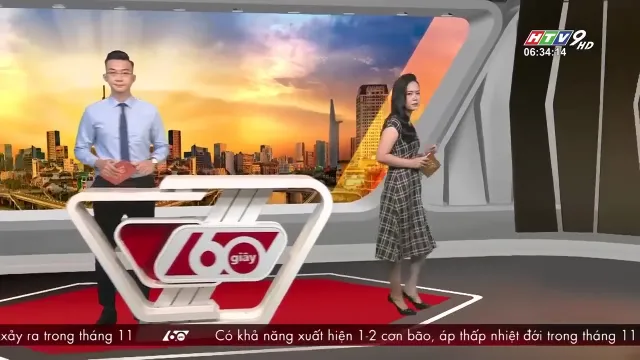 HTV9 HD
06:34:14
60 giây
xảy ra trong tháng 11 60 Có khả năng xuất hiện 1-2 cơn bão, áp thấp nhiệt đới trong tháng 11